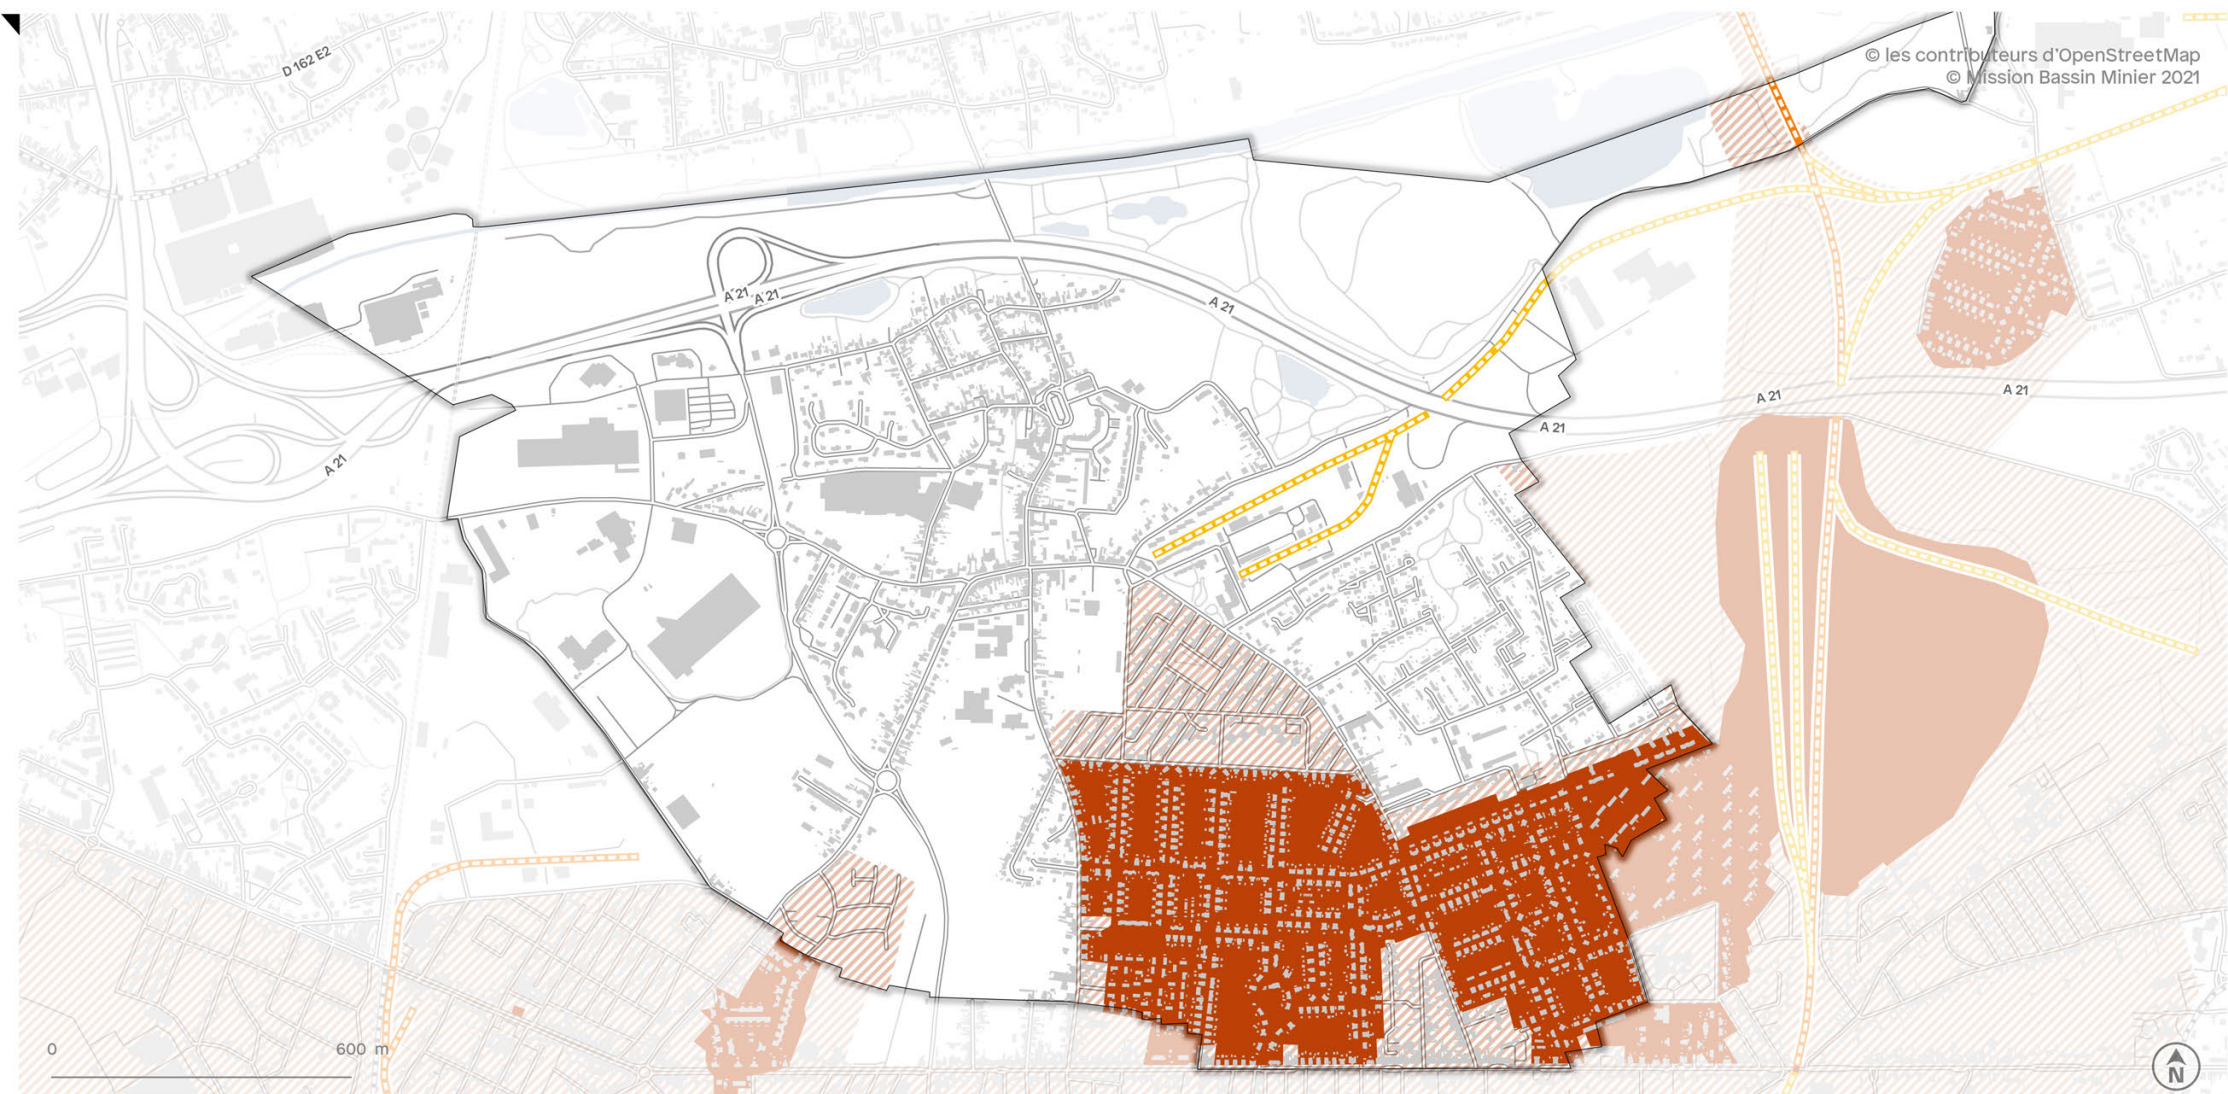 D 162 E2
© les contributeurs d'OpenStreetMap
© Mission Bassin Minier 2021
A 21
A 21
A 21
A 21
A 21
A 21
A 21
0
600 m
N